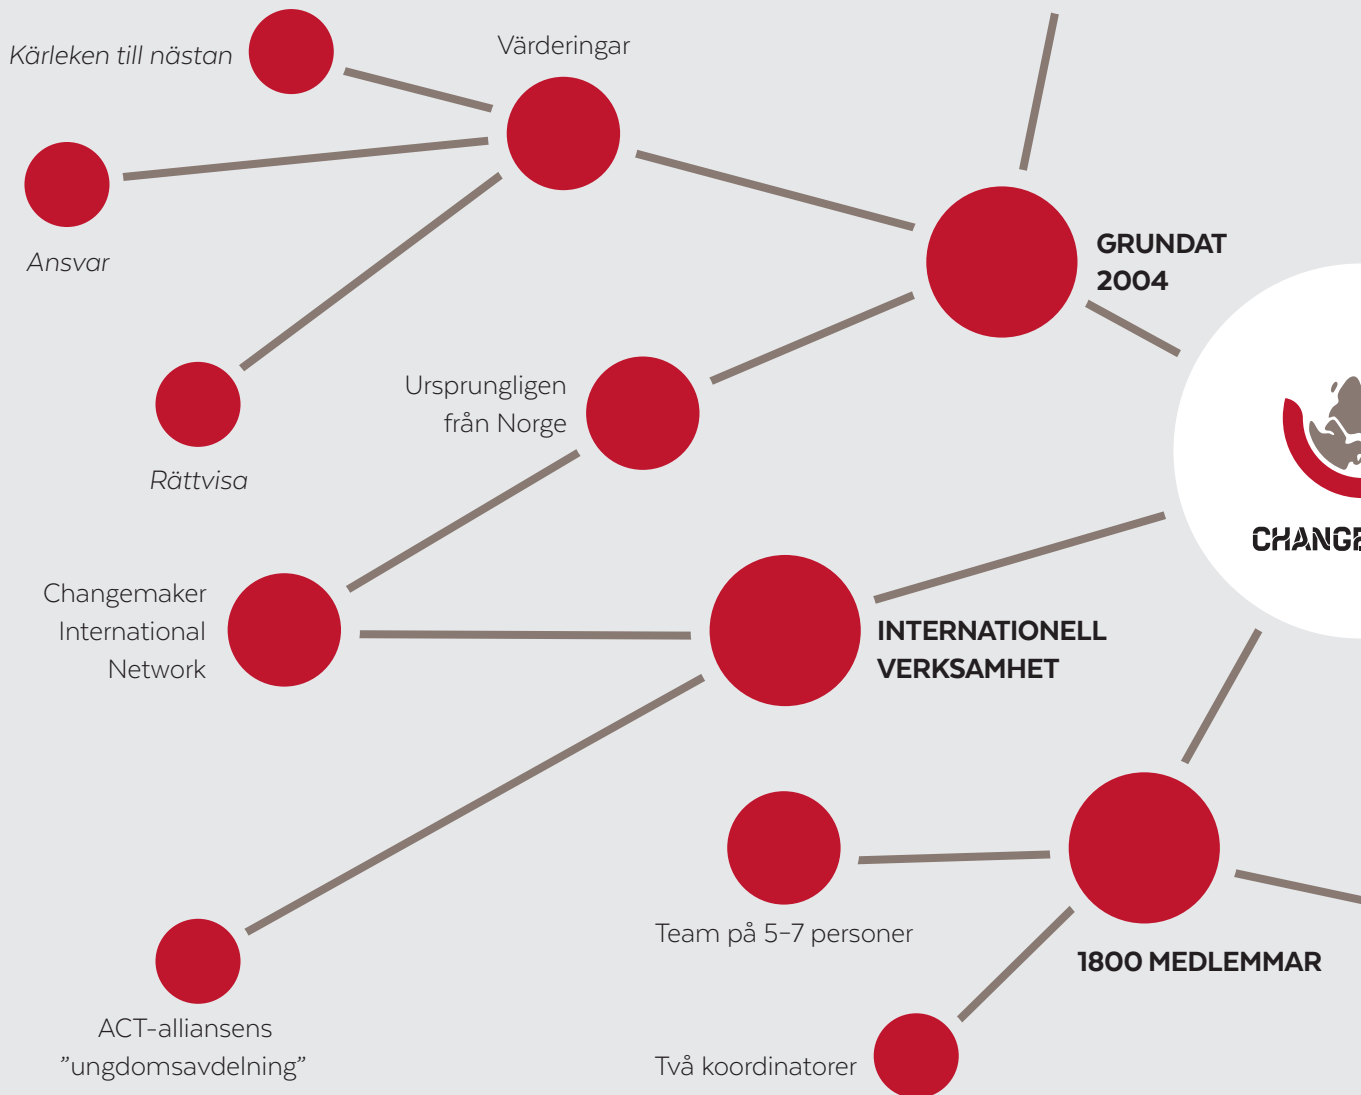 Kärleken till nästan
Värderingar
Ansvar
GRUNDAT
2004
Ursprungligen
från Norge
Rättvisa
Changemaker
International
Network
INTERNATIONELL
VERKSAMHET
Team på 5–7 personer
1800 MEDLEMMAR
ACT-alliansens
”ungdomsavdelning”
Två koordinatorer